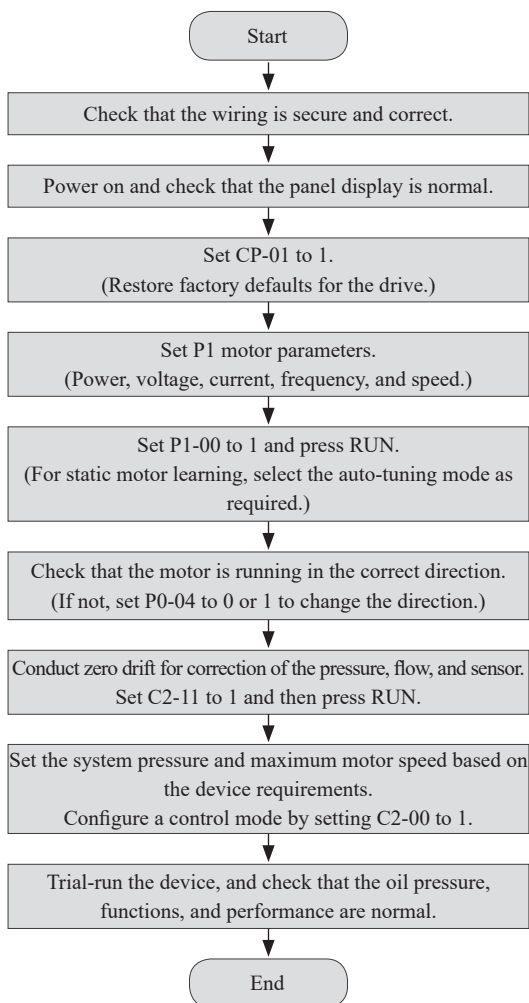 Start
Check that the wiring is secure and correct.
Power on and check that the panel display is normal.
Set CP-01 to 1.
(Restore factory defaults for the drive.)
Set P1 motor parameters.
(Power, voltage, current, frequency, and speed.)
Set P1-00 to 1 and press RUN.
(For static motor learning, select the auto-tuning mode as
required.)
Check that the motor is running in the correct direction.
(If not, set P0-04 to 0 or 1 to change the direction.)
Conduct zero drift for correction of the pressure, flow, and sensor.
Set C2-11 to 1 and then press RUN.
Set the system pressure and maximum motor speed based on
the device requirements.
Configure a control mode by setting C2-00 to 1.
Trial-run the device, and check that the oil pressure,
functions, and performance are normal.
End